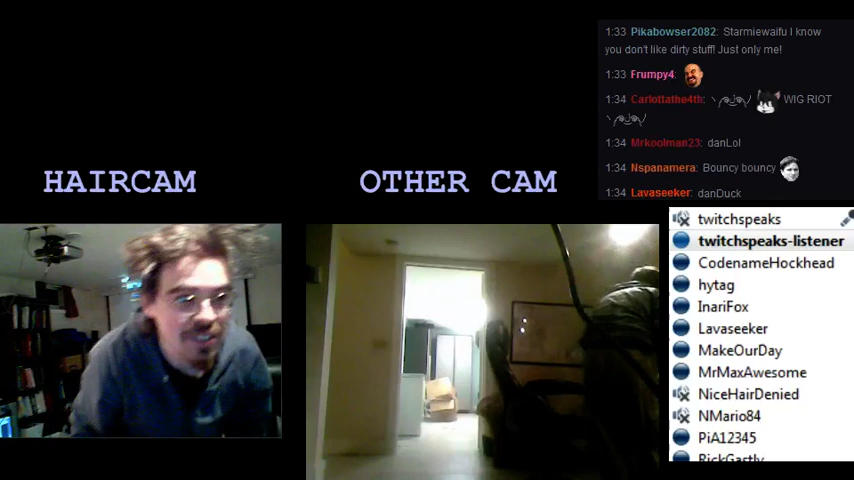 1:33 Pikabowser2082: Starmiewaifu I know
you don't like dirty stuff! Just only me!
1:33 Frumpy4:
1:34 Carlottathe4th: ヽ༼ຈل͜ຈ༽ﾉ WIG RIOT
ヽ༼ຈل͜ຈ༽ﾉ
1:34 Mrkoolman23: danLol
1:34 Nspanamera: Bouncy bouncy
1:34 Lavaseeker: danDuck
HAIRCAM
OTHER CAM
twitchspeaks
twitchspeaks-listener
CodenameHockhead
hytag
InariFox
Lavaseeker
MakeOurDay
MrMaxAwesome
NiceHairDenied
NMario84
PiA12345
RickGastly